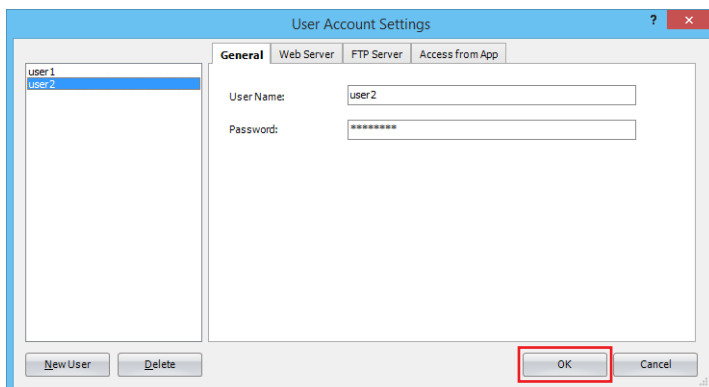 User Account Settings
? ×
General Web Server FTP Server Access from App
user1
user2
User Name: user2
Password: ********
New User Delete OK Cancel